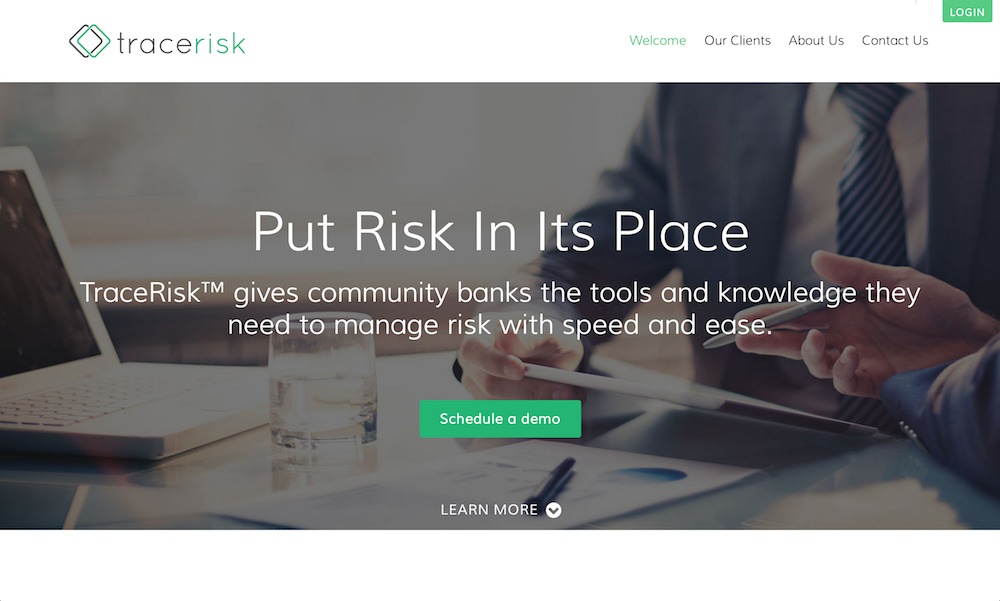 LOGIN
tracerisk
Welcome Our Clients About Us Contact Us
Put Risk In Its Place
TraceRisk™ gives community banks the tools and knowledge they
need to manage risk with speed and ease.
Schedule a demo
LEARN MORE